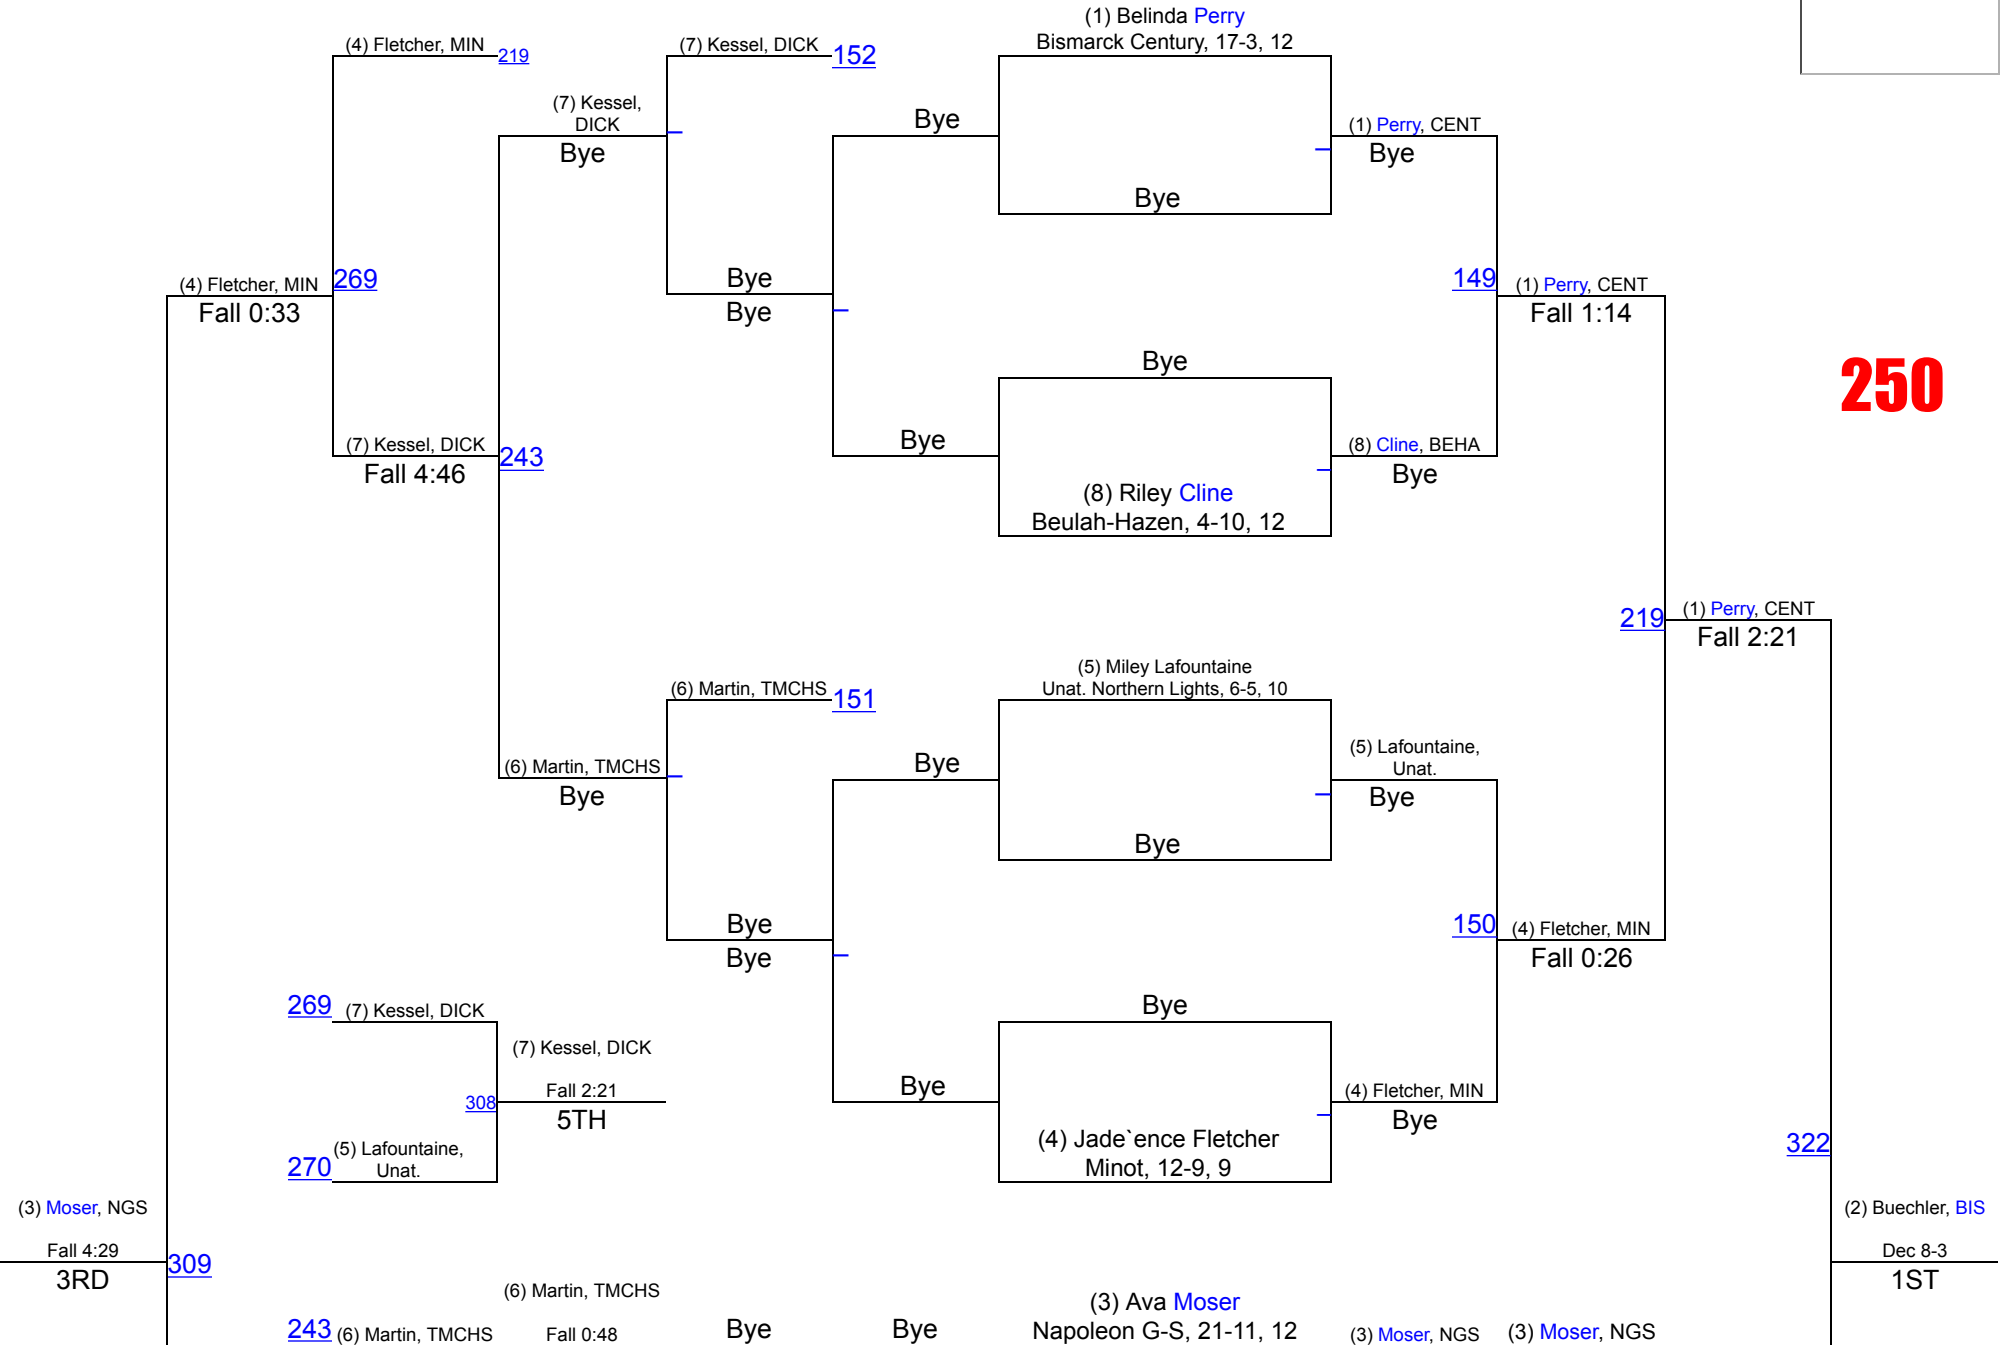 (1) Belinda Perry
Bismarck Century, 17-3, 12
(4) Fletcher, MIN
219
(7) Kessel, DICK
152
(7) Kessel,
DICK
Bye
Bye
(1) Perry, CENT
Bye
Bye
(4) Fletcher, MIN
Fall 0:33
269
Bye
Bye
149
(1) Perry, CENT
Fall 1:14
Bye
250
(7) Kessel, DICK
Fall 4:46
243
Bye
(8) Cline, BEHA
Bye
(8) Riley Cline
Beulah-Hazen, 4-10, 12
219
(1) Perry, CENT
Fall 2:21
(5) Miley Lafountaine
Unat. Northern Lights, 6-5, 10
(6) Martin, TMCHS
151
(6) Martin, TMCHS
Bye
Bye
(5) Lafountaine,
Unat.
Bye
Bye
Bye
Bye
150
(4) Fletcher, MIN
Fall 0:26
269
(7) Kessel, DICK
Bye
(7) Kessel, DICK
Fall 2:21
308
5TH
Bye
(4) Fletcher, MIN
Bye
(4) Jade`ence Fletcher
Minot, 12-9, 9
270
(5) Lafountaine,
Unat.
322
(3) Moser, NGS
Fall 4:29
3RD
309
(2) Buechler, BIS
Dec 8-3
1ST
(6) Martin, TMCHS
Fall 0:48
243
(6) Martin, TMCHS
Bye
Bye
(3) Ava Moser
Napoleon G-S, 21-11, 12
(3) Moser, NGS
(3) Moser, NGS